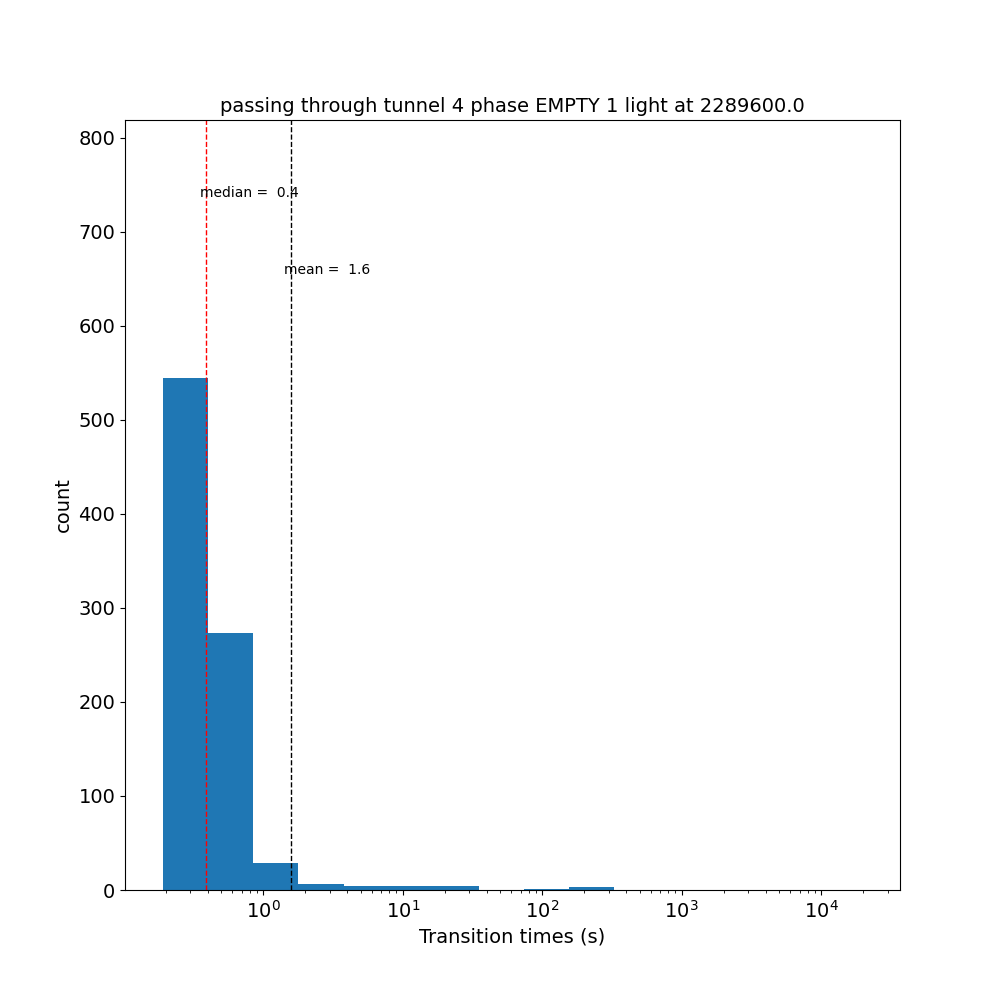 passing through tunnel 4 phase EMPTY 1 light at 2289600.0
800
median =  0.4
700
mean =  1.6
600
500
count
400
300
200
100
0
10⁰ 10¹ 10² 10³ 10⁴
Transition times (s)